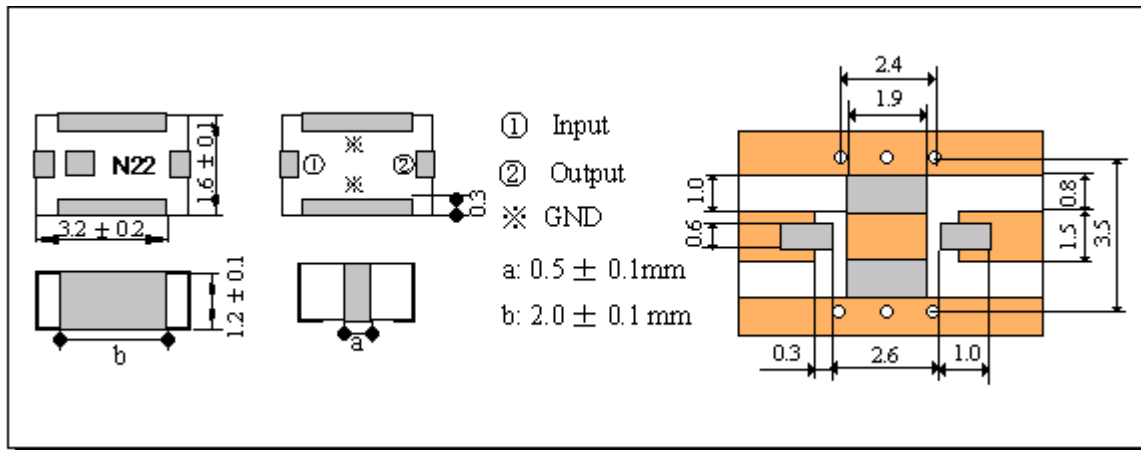 N22
1.6 ± 0.1
3.2 ± 0.2
① ②
※
※
0.3
① Input
② Output
※ GND
a: 0.5 ± 0.1mm
b: 2.0 ± 0.1 mm
1.2 ± 0.1
b
a
2.4
1.9
1.0
0.6
0.8
1.5
3.5
0.3 2.6 1.0